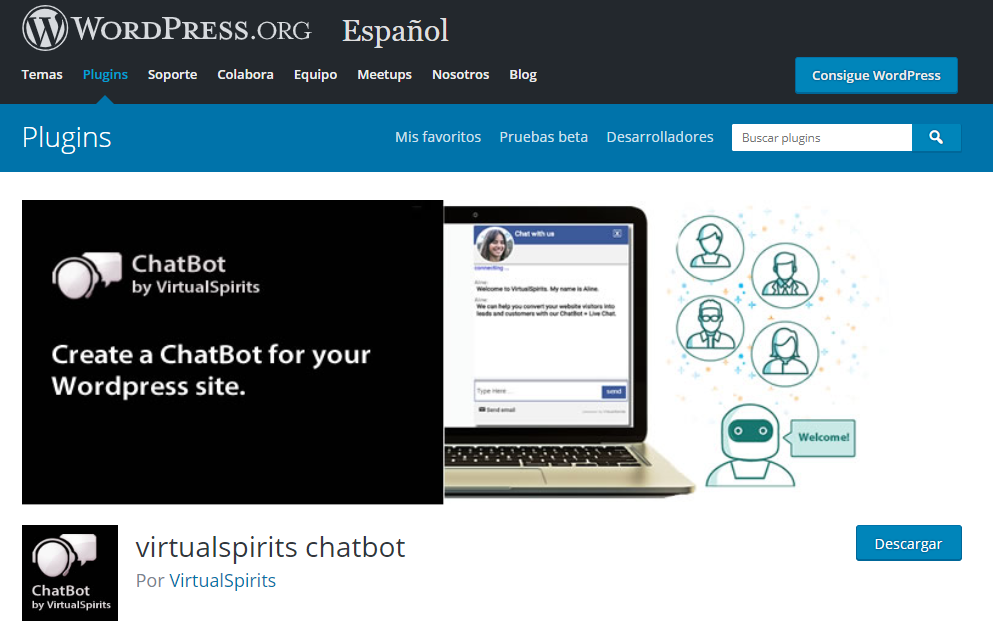 WORDPRESS.ORG Español
Temas Plugins Soporte Colabora Equipo Meetups Nosotros Blog
Consigue WordPress
Plugins
Mis favoritos Pruebas beta Desarrolladores
Buscar plugins
ChatBot
by VirtualSpirits
Create a ChatBot for your
Wordpress site.
Chat with us
connecting ...
Aline:
Welcome to VirtualSpirits. My name is Aline.
Aline:
We can help you convert your website visitors into
leads and customers with our ChatBot + Live Chat.
Type Here ...
send
Send email
Welcome!
ChatBot
by VirtualSpirits
virtualspirits chatbot
Por VirtualSpirits
Descargar